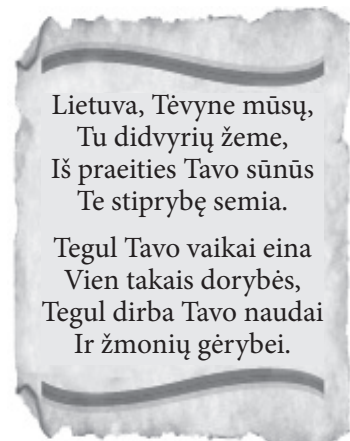 Lietuva, Tėvyne mūsų,
Tu didvyrių žeme,
Iš praeities Tavo sūnūs
Te stiprybę semia.
Tegul Tavo vaikai eina
Vien takais dorybės,
Tegul dirba Tavo naudai
Ir žmonių gėrybei.